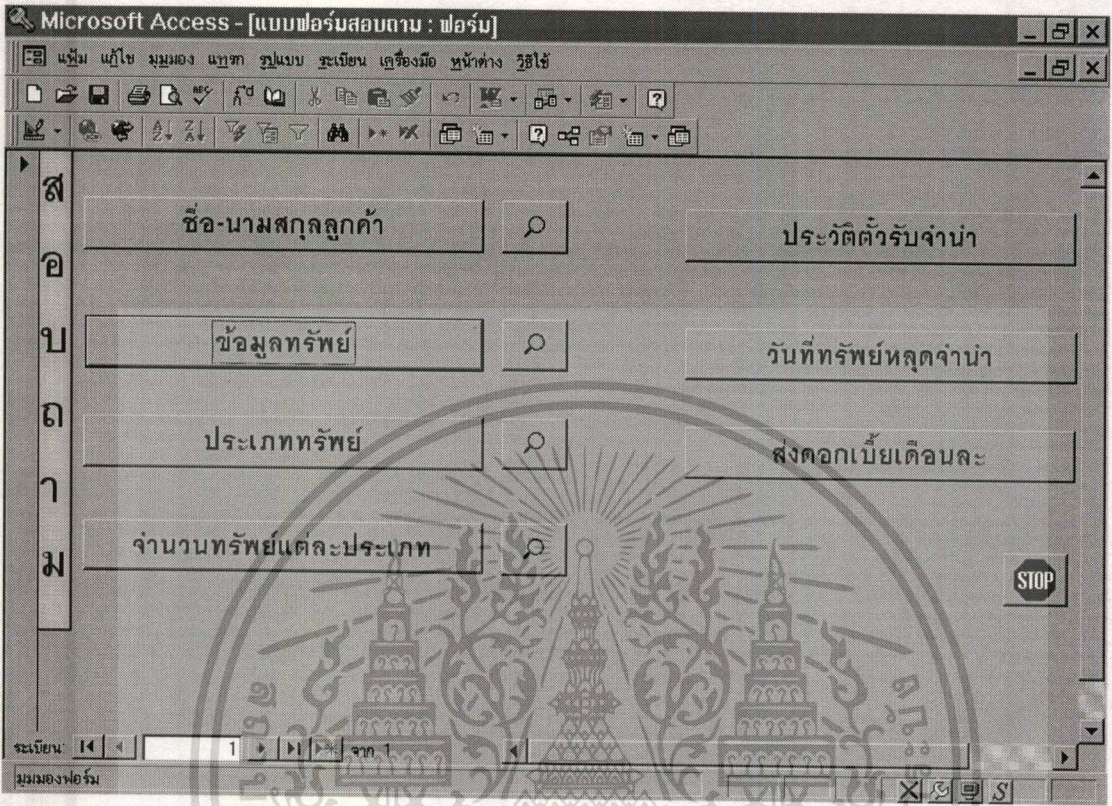 Microsoft Access - [แบบฟอร์มสอบถาม : ฟอร์ม]
แฟ้ม แก้ไข มุมมอง แทรก รูปแบบ ระเบียน เครื่องมือ หน้าต่าง วิธีใช้
สอบถาม
ชื่อ-นามสกุลลูกค้า
ประวัติตั๋วรับจำนำ
ข้อมูลทรัพย์
วันที่ทรัพย์หลุดจำนำ
ประเภททรัพย์
ส่งดอกเบี้ยเดือนละ
จำนวนทรัพย์แต่ละประเภท
STOP
ระเบียน: 1 จาก 1
มุมมองฟอร์ม